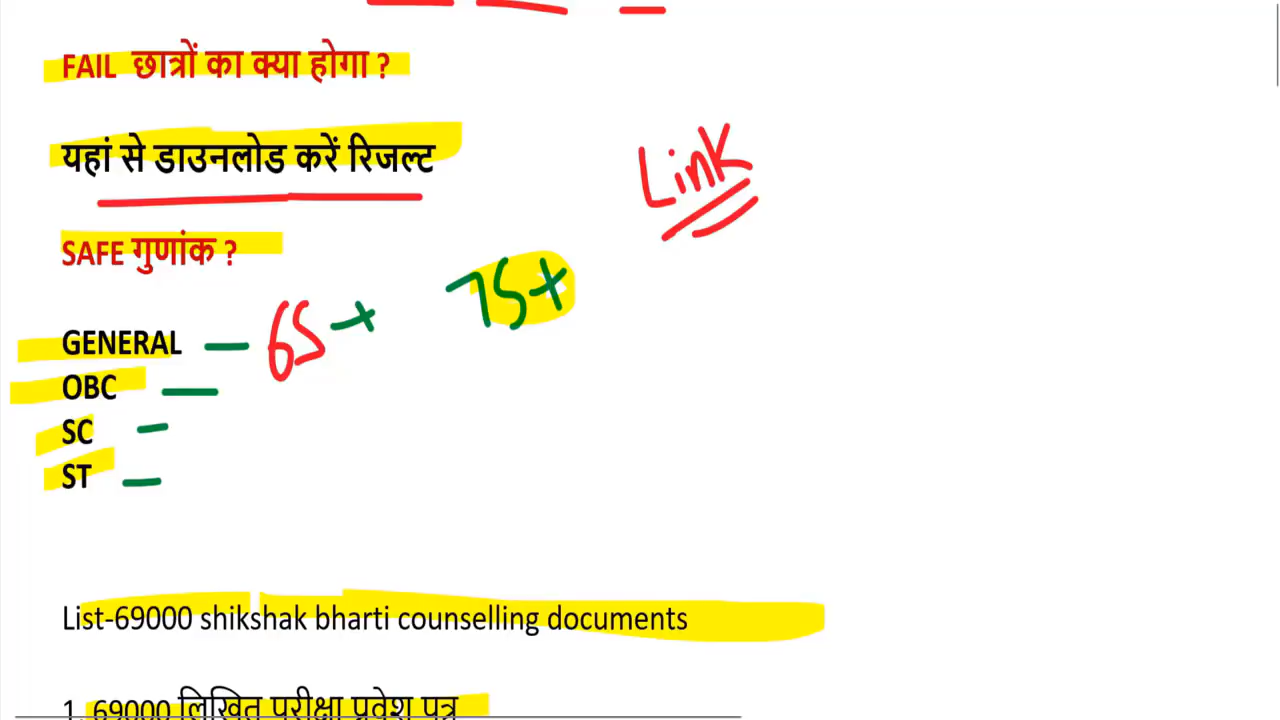 FAIL छात्रों का क्या होगा ?
यहां से डाउनलोड करें रिजल्ट
Link
SAFE गुणांक ?
75+
GENERAL — 65+
OBC —
SC —
ST —
List-69000 shikshak bharti counselling documents
1. 69000 लिखित परीक्षा प्रवेश पत्र